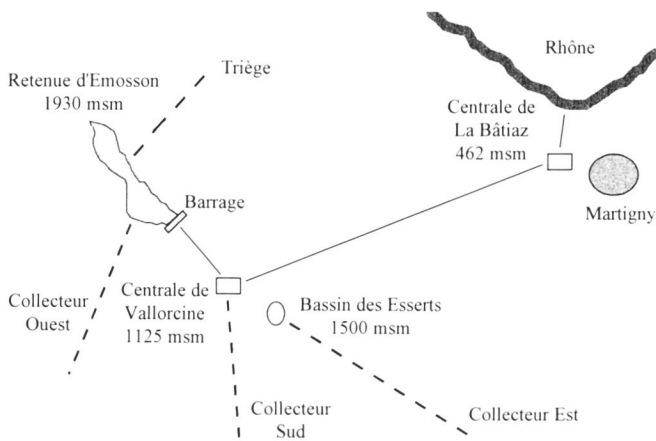 Rhône
Triège
Retenue d'Emosson
1930 msm
Centrale de
La Bâtiaz
462 msm
Barrage
Martigny
Collecteur
Ouest
Centrale de
Vallorcine
1125 msm
Bassin des Esserts
1500 msm
Collecteur
Sud
Collecteur Est